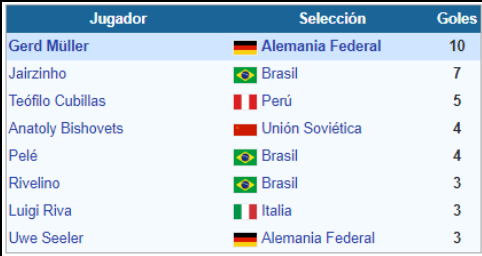 Jugador Selección Goles
Gerd Müller Alemania Federal 10
Jairzinho Brasil 7
Teófilo Cubillas Perú 5
Anatoly Bishovets Unión Soviética 4
Pelé Brasil 4
Rivelino Brasil 3
Luigi Riva Italia 3
Uwe Seeler Alemania Federal 3